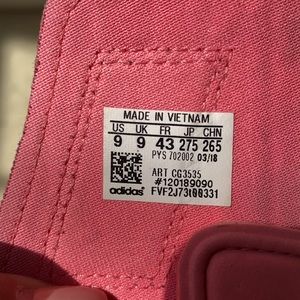 MADE IN VIETNAM
US UK FR JP CHN
9 9 43 275 265
PYS 702002 03/18
ART CG3535
#120189090
adidas FVF2J73100331